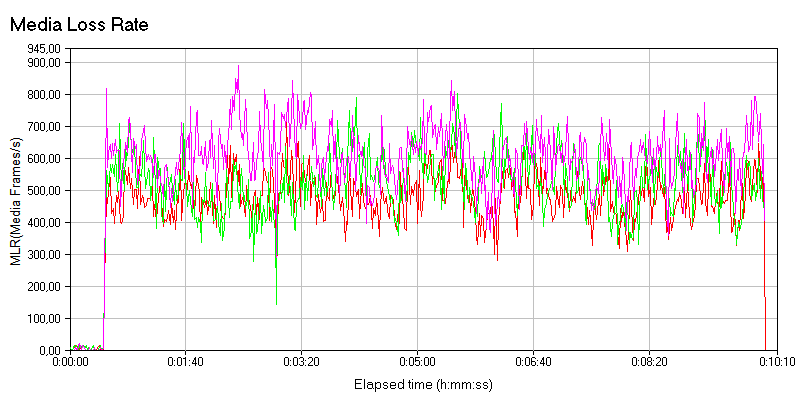 Media Loss Rate
945,00
900,00
800,00
700,00
600,00
500,00
400,00
300,00
200,00
100,00
0,00
MLR(Media Frames/s)
0:00:00 0:01:40 0:03:20 0:05:00 0:06:40 0:08:20 0:10:10
Elapsed time (h:mm:ss)